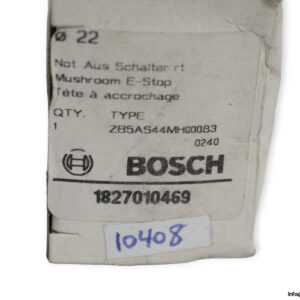 Ø 22
Not Aus Schalter rt
Mushroom E-Stop
Tête à accrochage
QTY. TYPE
1 ZB5AS44MH00083
0240
BOSCH
1827010469
10408